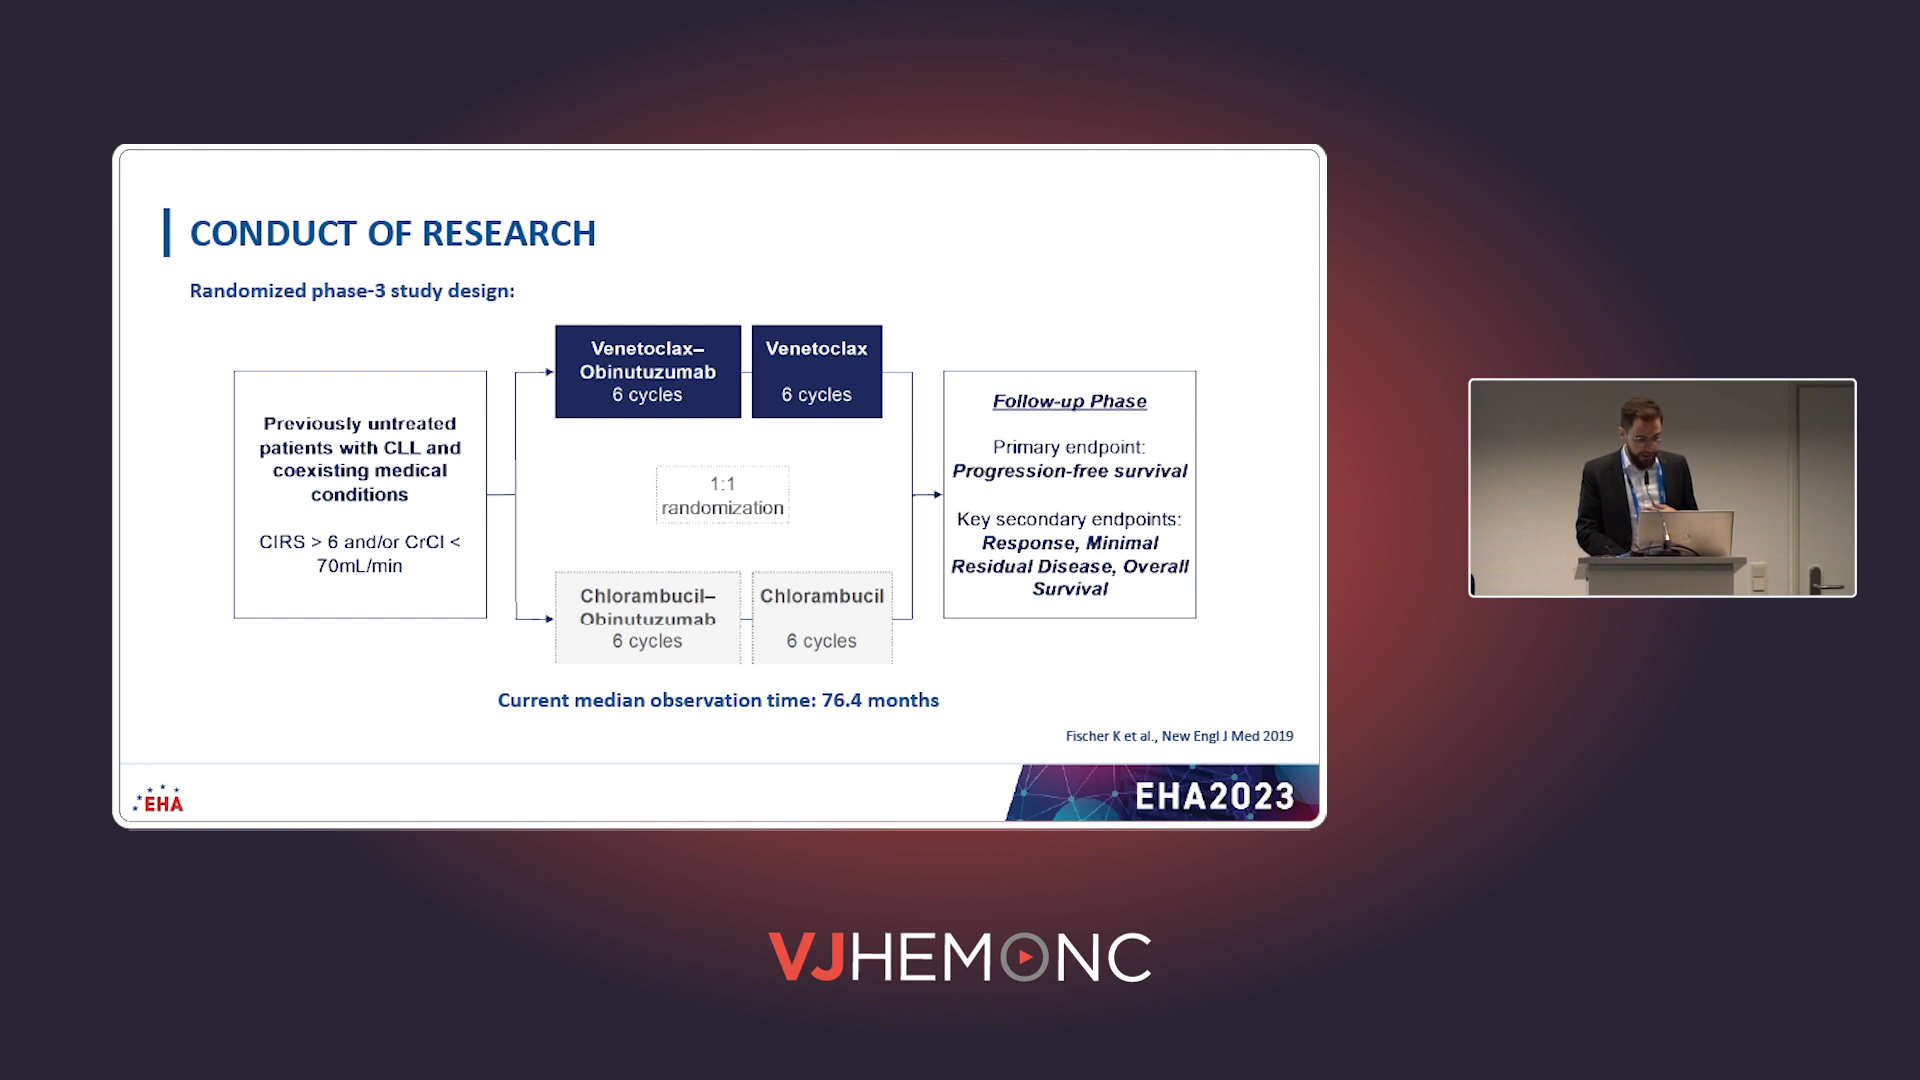 CONDUCT OF RESEARCH
Randomized phase-3 study design:
Previously untreated
patients with CLL and
coexisting medical
conditions
CIRS > 6 and/or CrCl <
70mL/min
Venetoclax–
Obinutuzumab
6 cycles
Venetoclax
6 cycles
1:1
randomization
Chlorambucil–
Obinutuzumab
6 cycles
Chlorambucil
6 cycles
Follow-up Phase
Primary endpoint:
Progression-free survival
Key secondary endpoints:
Response, Minimal
Residual Disease, Overall
Survival
Current median observation time: 76.4 months
Fischer K et al., New Engl J Med 2019
EHA
EHA2023
VJHEMONC